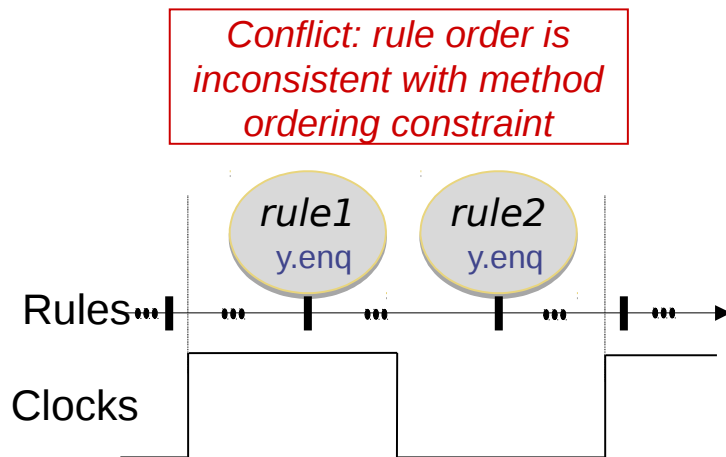 Conflict: rule order is
inconsistent with method
ordering constraint
rule1
y.enq
rule2
y.enq
Rules
Clocks